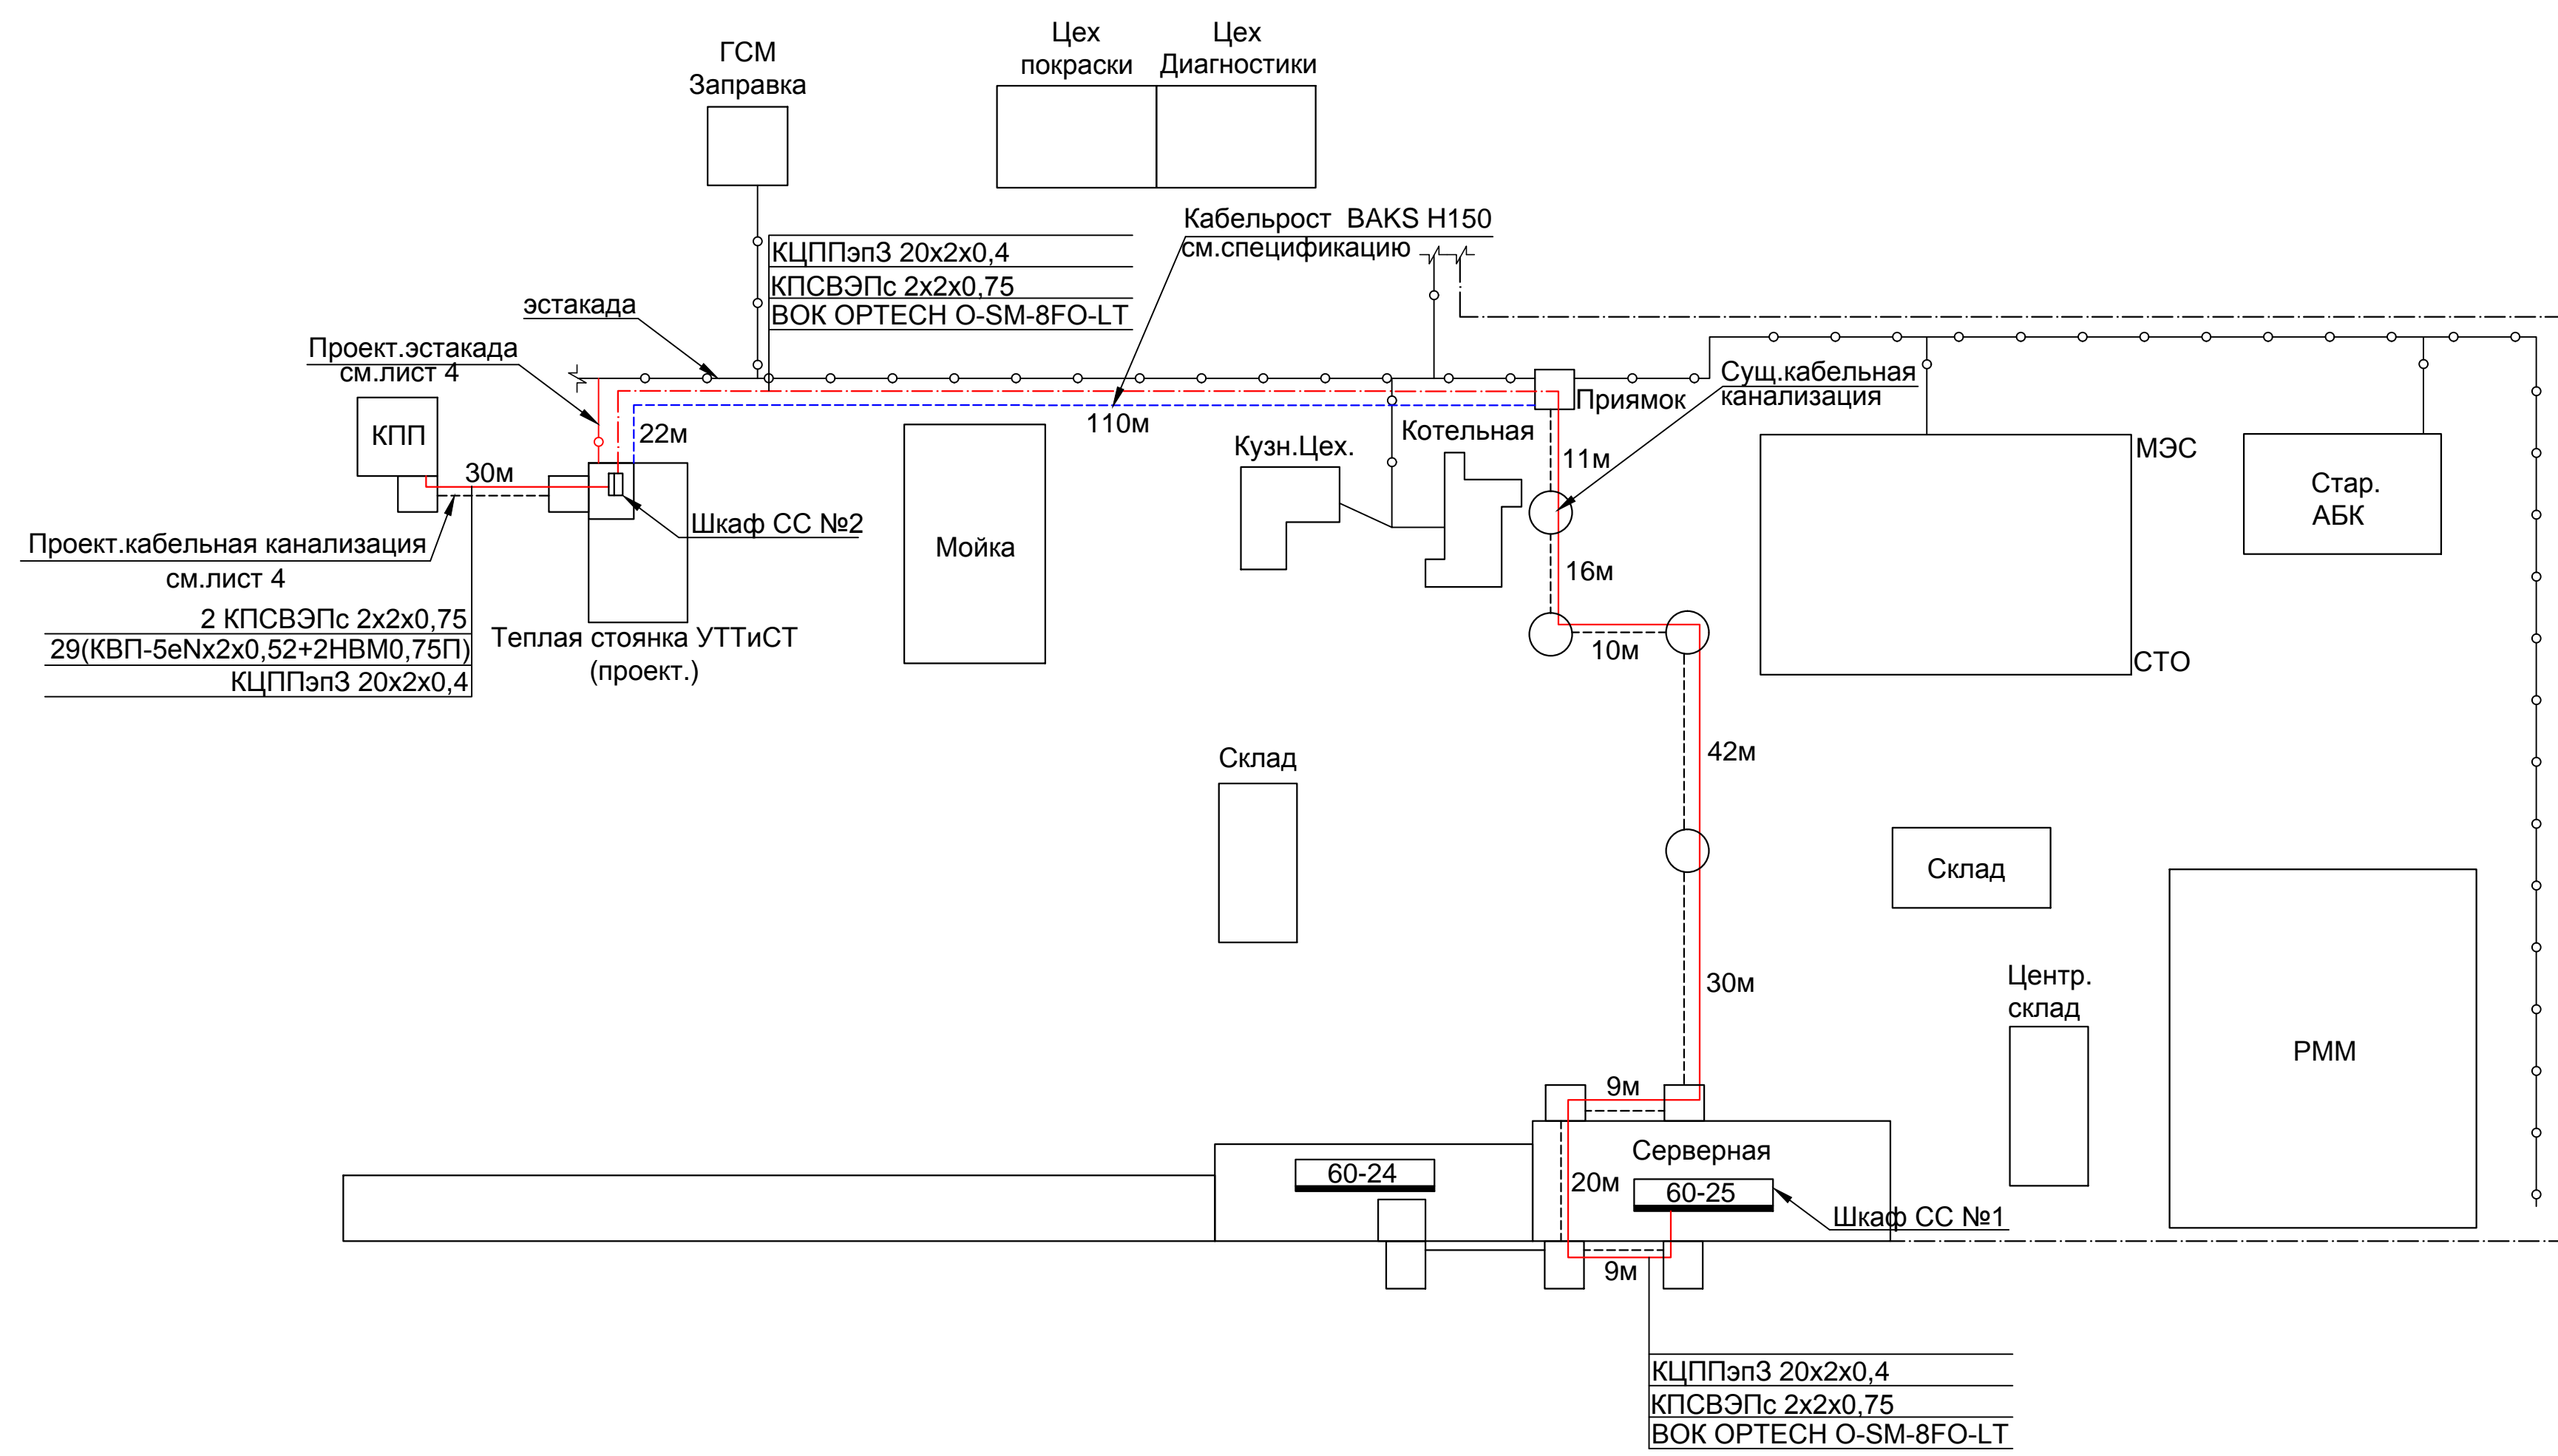 ГСМ
Заправка
Цех
покраски
Цех
Диагностики
Кабельрост BAKS H150
см.спецификацию
КЦППэпЗ 20х2х0,4
КПСВЭПс 2х2х0,75
ВОК OPTECH O-SM-8FO-LT
эстакада
Проект.эстакада
см.лист 4
Сущ.кабельная
канализация
Приямок
КПП
22м
110м
Котельная
Кузн.Цех.
11м
МЭС
Стар.
АБК
30м
Шкаф СС №2
Мойка
Проект.кабельная канализация
см.лист 4
16м
2 КПСВЭПс 2х2х0,75
29(КВП-5еNх2х0,52+2НВМ0,75П)
КЦППэпЗ 20х2х0,4
Теплая стоянка УТТиСТ
(проект.)
10м
СТО
42м
Склад
Склад
30м
Центр.
склад
РММ
9м
Серверная
60-24
20м
60-25
Шкаф СС №1
9м
КЦППэпЗ 20х2х0,4
КПСВЭПс 2х2х0,75
ВОК OPTECH O-SM-8FO-LT